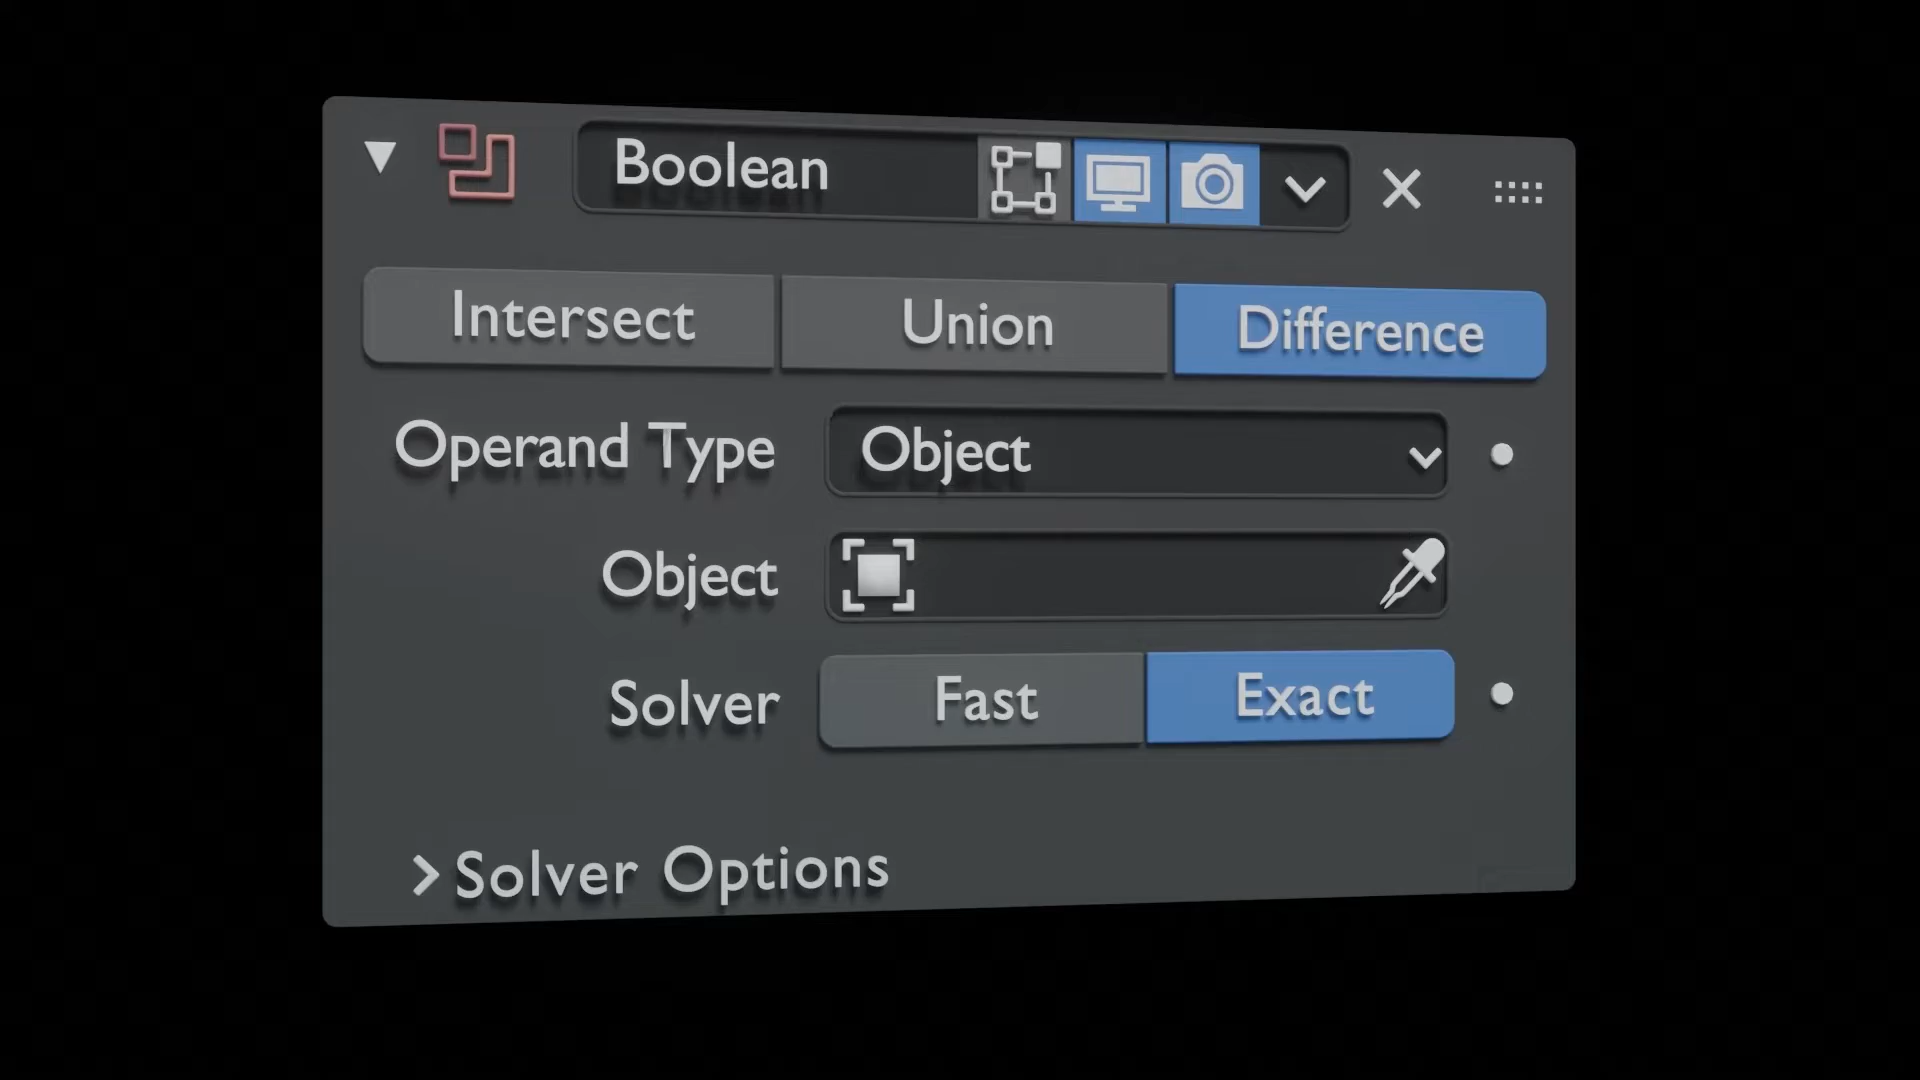 Boolean
Intersect Union Difference
Operand Type Object
Object
Solver Fast Exact
Solver Options